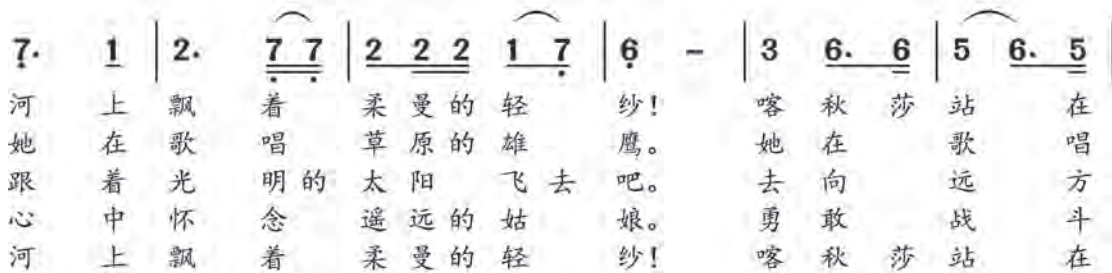 7· 1 | 2· 7 7 | 2 2 2 1 7 | 6 - | 3 6· 6 | 5 6· 5 |
河 上 飘 着 柔 曼 的 轻 纱! 喀 秋 莎 站 在
她 在 歌 唱 草 原 的 雄 鹰。 她 在 歌 唱
跟 着 光 明 的 太 阳 飞 去 吧。 去 向 远 方
心 中 怀 念 遥 远 的 姑 娘。 勇 敢 战 斗
河 上 飘 着 柔 曼 的 轻 纱! 喀 秋 莎 站 在